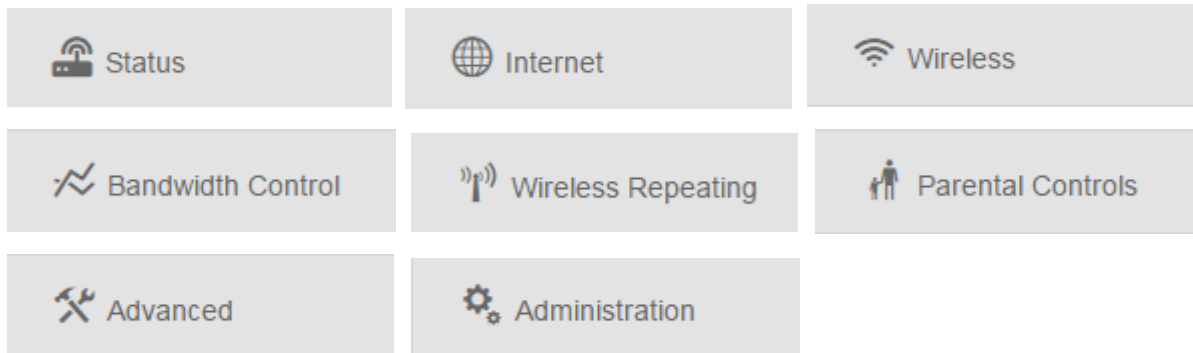 Status
Internet
Wireless
Bandwidth Control
Wireless Repeating
Parental Controls
Advanced
Administration